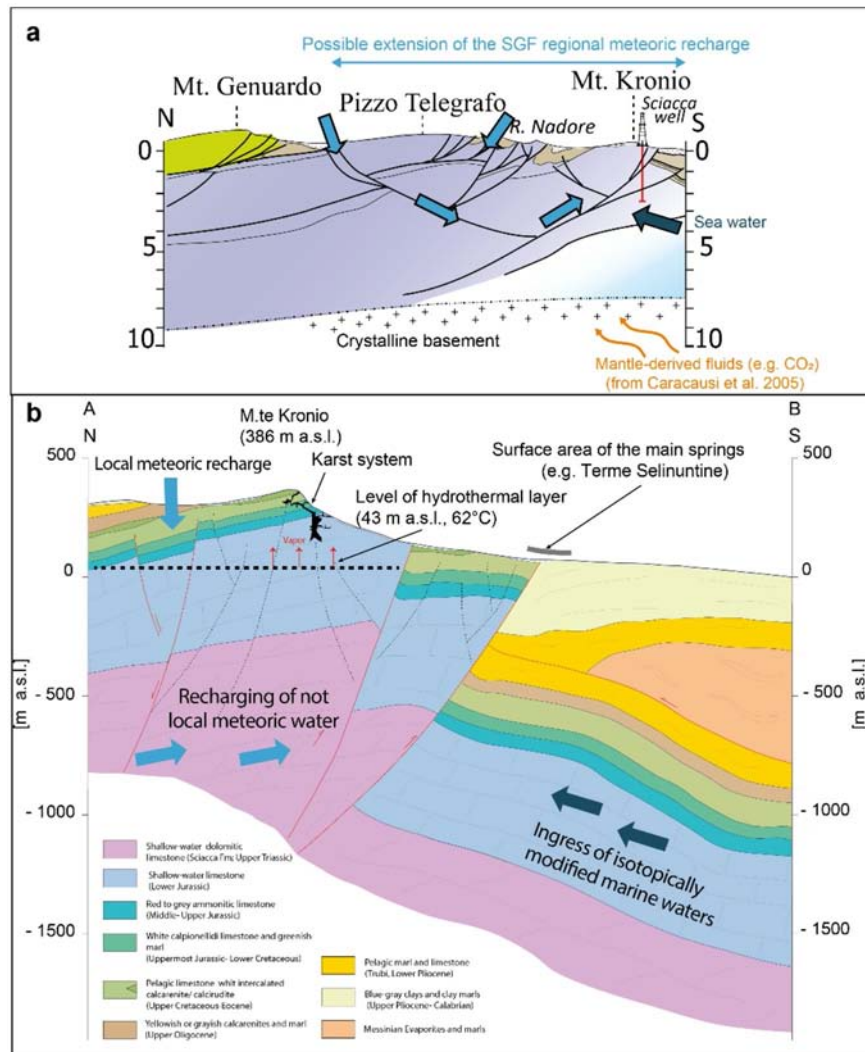 a
Possible extension of the SGF regional meteoric recharge
Mt. Genuardo
Mt. Kronio
Pizzo Telegrafo
Sciacca
well
N
R. Nadore
S
0
0
5
5
Sea water
10
10
Crystalline basement
Mantle-derived fluids (e.g. CO₂)
(from Caracausi et al. 2005)
b
A
B
N
S
M.te Kronio
(386 m a.s.l.)
500
500
Local meteoric recharge
Karst system
Surface area of the main springs
(e.g. Terme Selinuntine)
Level of hydrothermal layer
(43 m a.s.l., 62°C)
Vapor
0
0
[m a.s.l.]
[m a.s.l.]
- 500
- 500
Recharging of not
local meteoric water
- 1000
- 1000
Ingress of isotopically
modified marine waters
- 1500
- 1500
Shallow-water dolomitic
limestone (Sciacca Fm; Upper Triassic)
Shallow-water limestone
(Lower Jurassic)
Red to grey ammonitic limestone
(Middle- Upper Jurassic)
White calpionellidi limestone and greenish
marl
(Uppermost Jurassic- Lower Cretaceous)
Pelagic limestone whit intercalated
calcarenite/ calcirudite
(Upper Cretaceous Eocene)
Yellowish or grayish calcarenites and marl
(Upper Oligocene)
Pelagic marl and limestone
(Trubi, Lower Pliocene)
Blue-gray clays and clay marls
(Upper Pliocene- Calabrian)
Messinian Evaporites and marls